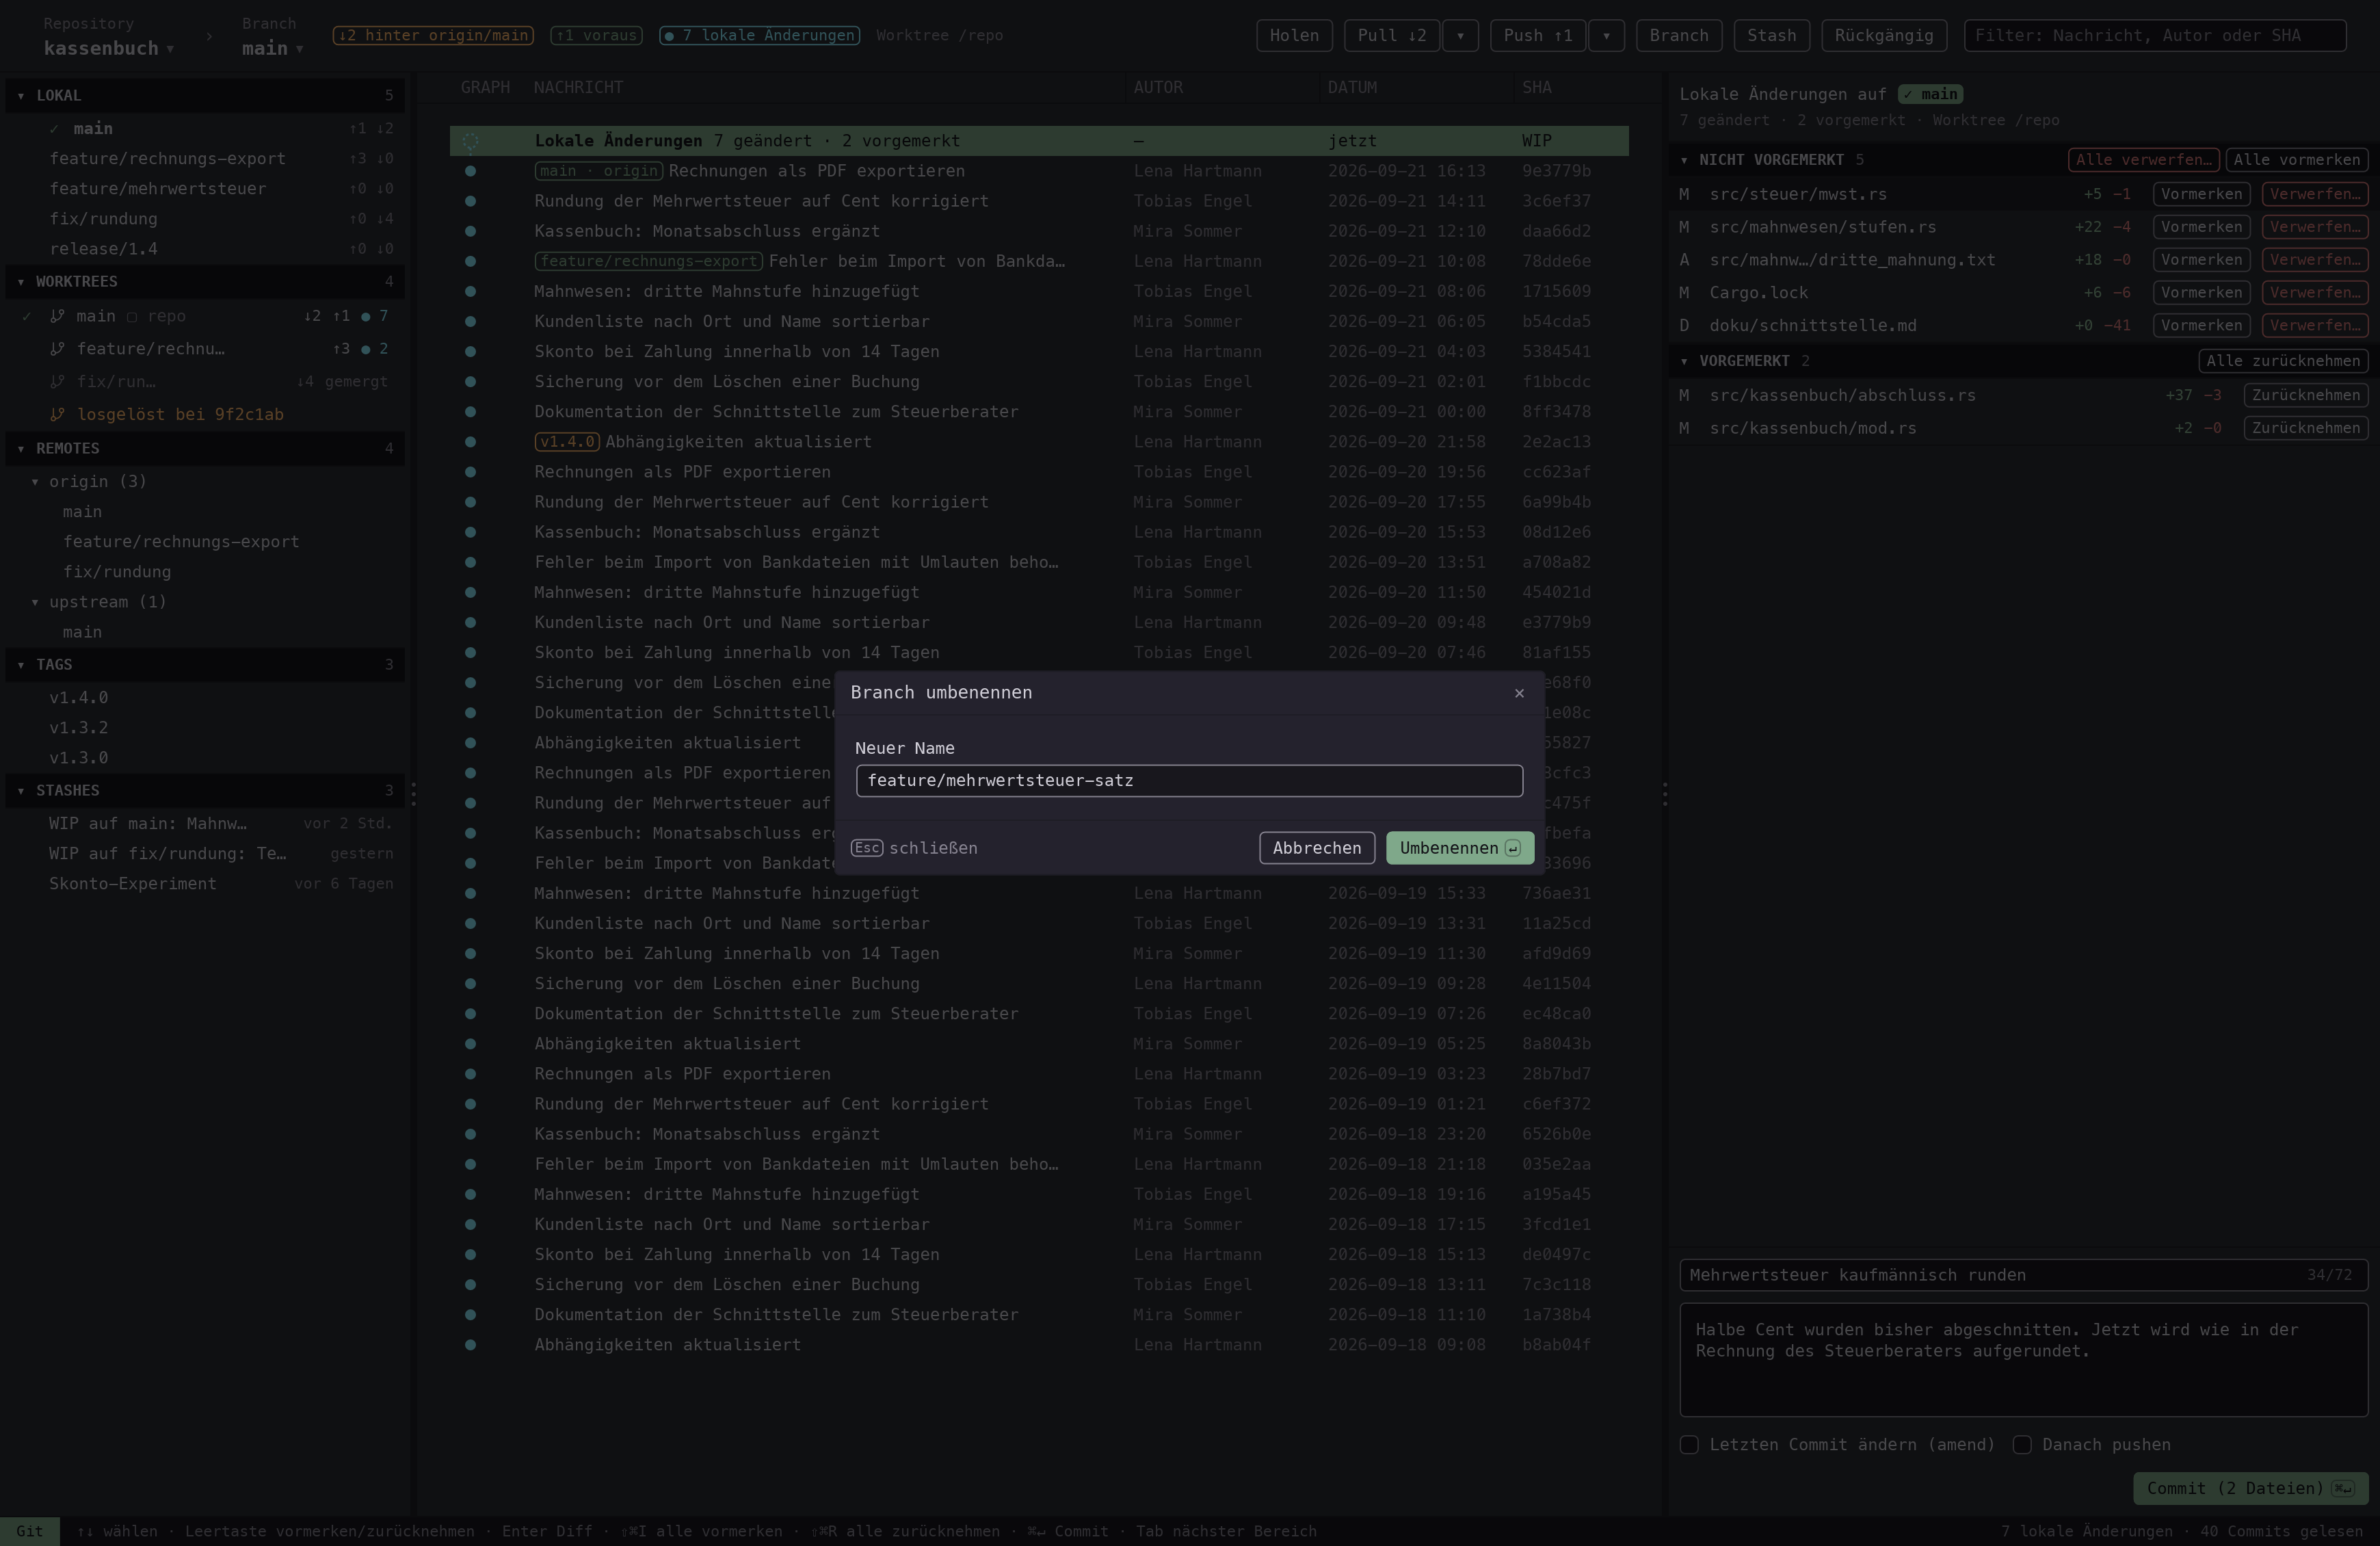 Repository
kassenbuch ▾
›
Branch
main ▾
↓2 hinter origin/main ↑1 voraus ● 7 lokale Änderungen Worktree /repo
Holen Pull ↓2 ▾ Push ↑1 ▾ Branch Stash Rückgängig Filter: Nachricht, Autor oder SHA
▾ LOKAL 5
✓ main ↑1 ↓2
feature/rechnungs-export ↑3 ↓0
feature/mehrwertsteuer ↑0 ↓0
fix/rundung ↑0 ↓4
release/1.4 ↑0 ↓0
▾ WORKTREES 4
✓ main ▢ repo ↓2 ↑1 ● 7
feature/rechnu… ↑3 ● 2
fix/run… ↓4 gemergt
losgelöst bei 9f2c1ab
▾ REMOTES 4
▾ origin (3)
main
feature/rechnungs-export
fix/rundung
▾ upstream (1)
main
▾ TAGS 3
v1.4.0
v1.3.2
v1.3.0
▾ STASHES 3
WIP auf main: Mahnw… vor 2 Std.
WIP auf fix/rundung: Te… gestern
Skonto-Experiment vor 6 Tagen
GRAPH NACHRICHT AUTOR DATUM SHA
Lokale Änderungen 7 geändert · 2 vorgemerkt — jetzt WIP
main · origin Rechnungen als PDF exportieren Lena Hartmann 2026-09-21 16:13 9e3779b
Rundung der Mehrwertsteuer auf Cent korrigiert Tobias Engel 2026-09-21 14:11 3c6ef37
Kassenbuch: Monatsabschluss ergänzt Mira Sommer 2026-09-21 12:10 daa66d2
feature/rechnungs-export Fehler beim Import von Bankda… Lena Hartmann 2026-09-21 10:08 78dde6e
Mahnwesen: dritte Mahnstufe hinzugefügt Tobias Engel 2026-09-21 08:06 1715609
Kundenliste nach Ort und Name sortierbar Mira Sommer 2026-09-21 06:05 b54cda5
Skonto bei Zahlung innerhalb von 14 Tagen Lena Hartmann 2026-09-21 04:03 5384541
Sicherung vor dem Löschen einer Buchung Tobias Engel 2026-09-21 02:01 f1bbcdc
Dokumentation der Schnittstelle zum Steuerberater Mira Sommer 2026-09-21 00:00 8ff3478
v1.4.0 Abhängigkeiten aktualisiert Lena Hartmann 2026-09-20 21:58 2e2ac13
Rechnungen als PDF exportieren Tobias Engel 2026-09-20 19:56 cc623af
Rundung der Mehrwertsteuer auf Cent korrigiert Mira Sommer 2026-09-20 17:55 6a99b4b
Kassenbuch: Monatsabschluss ergänzt Lena Hartmann 2026-09-20 15:53 08d12e6
Fehler beim Import von Bankdateien mit Umlauten beho… Tobias Engel 2026-09-20 13:51 a708a82
Mahnwesen: dritte Mahnstufe hinzugefügt Mira Sommer 2026-09-20 11:50 454021d
Kundenliste nach Ort und Name sortierbar Lena Hartmann 2026-09-20 09:48 e3779b9
Skonto bei Zahlung innerhalb von 14 Tagen Tobias Engel 2026-09-20 07:46 81af155
Sicherung vor dem Löschen eine e68f0
Dokumentation der Schnittstelle 1e08c
Abhängigkeiten aktualisiert 55827
Rechnungen als PDF exportieren 3cfc3
Rundung der Mehrwertsteuer auf c475f
Kassenbuch: Monatsabschluss erg fbefa
Fehler beim Import von Bankdate 33696
Mahnwesen: dritte Mahnstufe hinzugefügt Lena Hartmann 2026-09-19 15:33 736ae31
Kundenliste nach Ort und Name sortierbar Tobias Engel 2026-09-19 13:31 11a25cd
Skonto bei Zahlung innerhalb von 14 Tagen Mira Sommer 2026-09-19 11:30 afd9d69
Sicherung vor dem Löschen einer Buchung Lena Hartmann 2026-09-19 09:28 4e11504
Dokumentation der Schnittstelle zum Steuerberater Tobias Engel 2026-09-19 07:26 ec48ca0
Abhängigkeiten aktualisiert Mira Sommer 2026-09-19 05:25 8a8043b
Rechnungen als PDF exportieren Lena Hartmann 2026-09-19 03:23 28b7bd7
Rundung der Mehrwertsteuer auf Cent korrigiert Tobias Engel 2026-09-19 01:21 c6ef372
Kassenbuch: Monatsabschluss ergänzt Mira Sommer 2026-09-18 23:20 6526b0e
Fehler beim Import von Bankdateien mit Umlauten beho… Lena Hartmann 2026-09-18 21:18 035e2aa
Mahnwesen: dritte Mahnstufe hinzugefügt Tobias Engel 2026-09-18 19:16 a195a45
Kundenliste nach Ort und Name sortierbar Mira Sommer 2026-09-18 17:15 3fcd1e1
Skonto bei Zahlung innerhalb von 14 Tagen Lena Hartmann 2026-09-18 15:13 de0497c
Sicherung vor dem Löschen einer Buchung Tobias Engel 2026-09-18 13:11 7c3c118
Dokumentation der Schnittstelle zum Steuerberater Mira Sommer 2026-09-18 11:10 1a738b4
Abhängigkeiten aktualisiert Lena Hartmann 2026-09-18 09:08 b8ab04f
Branch umbenennen ×
Neuer Name
feature/mehrwertsteuer-satz
Esc schließen Abbrechen Umbenennen ↵
Lokale Änderungen auf ✓ main
7 geändert · 2 vorgemerkt · Worktree /repo
▾ NICHT VORGEMERKT 5 Alle verwerfen… Alle vormerken
M src/steuer/mwst.rs +5 −1 Vormerken Verwerfen…
M src/mahnwesen/stufen.rs +22 −4 Vormerken Verwerfen…
A src/mahnw…/dritte_mahnung.txt +18 −0 Vormerken Verwerfen…
M Cargo.lock +6 −6 Vormerken Verwerfen…
D doku/schnittstelle.md +0 −41 Vormerken Verwerfen…
▾ VORGEMERKT 2 Alle zurücknehmen
M src/kassenbuch/abschluss.rs +37 −3 Zurücknehmen
M src/kassenbuch/mod.rs +2 −0 Zurücknehmen
Mehrwertsteuer kaufmännisch runden 34/72
Halbe Cent wurden bisher abgeschnitten. Jetzt wird wie in der
Rechnung des Steuerberaters aufgerundet.
Letzten Commit ändern (amend) Danach pushen
Commit (2 Dateien) ⌘↵
Git ↑↓ wählen · Leertaste vormerken/zurücknehmen · Enter Diff · ⇧⌘I alle vormerken · ⇧⌘R alle zurücknehmen · ⌘↵ Commit · Tab nächster Bereich
7 lokale Änderungen · 40 Commits gelesen